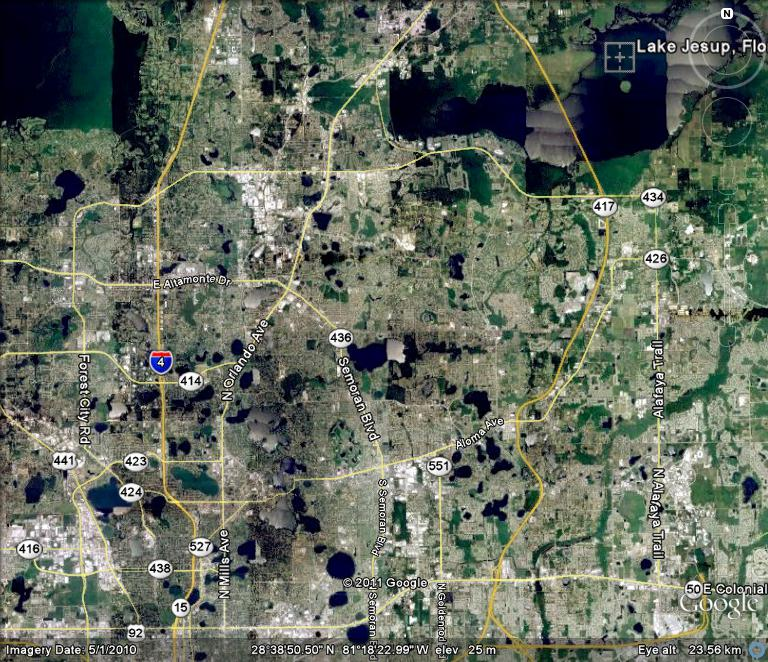 N
Lake Jesup, Flo
417
434
426
E Altamonte Dr
436
4
414
N Orlando Ave
Forest City Rd
Semoran Blvd
Alafaya Trail
Aloma Ave
441
423
551
424
S Semoran Blvd
N Alafaya Trail
416
527
N Mills Ave
438
© 2011 Google
N Goldenrod
50
E Colonial
Google
15
92
Imagery Date: 5/1/2010
28°38'50.50" N 81°18'22.99" W elev 25 m
Eye alt 23.56 km